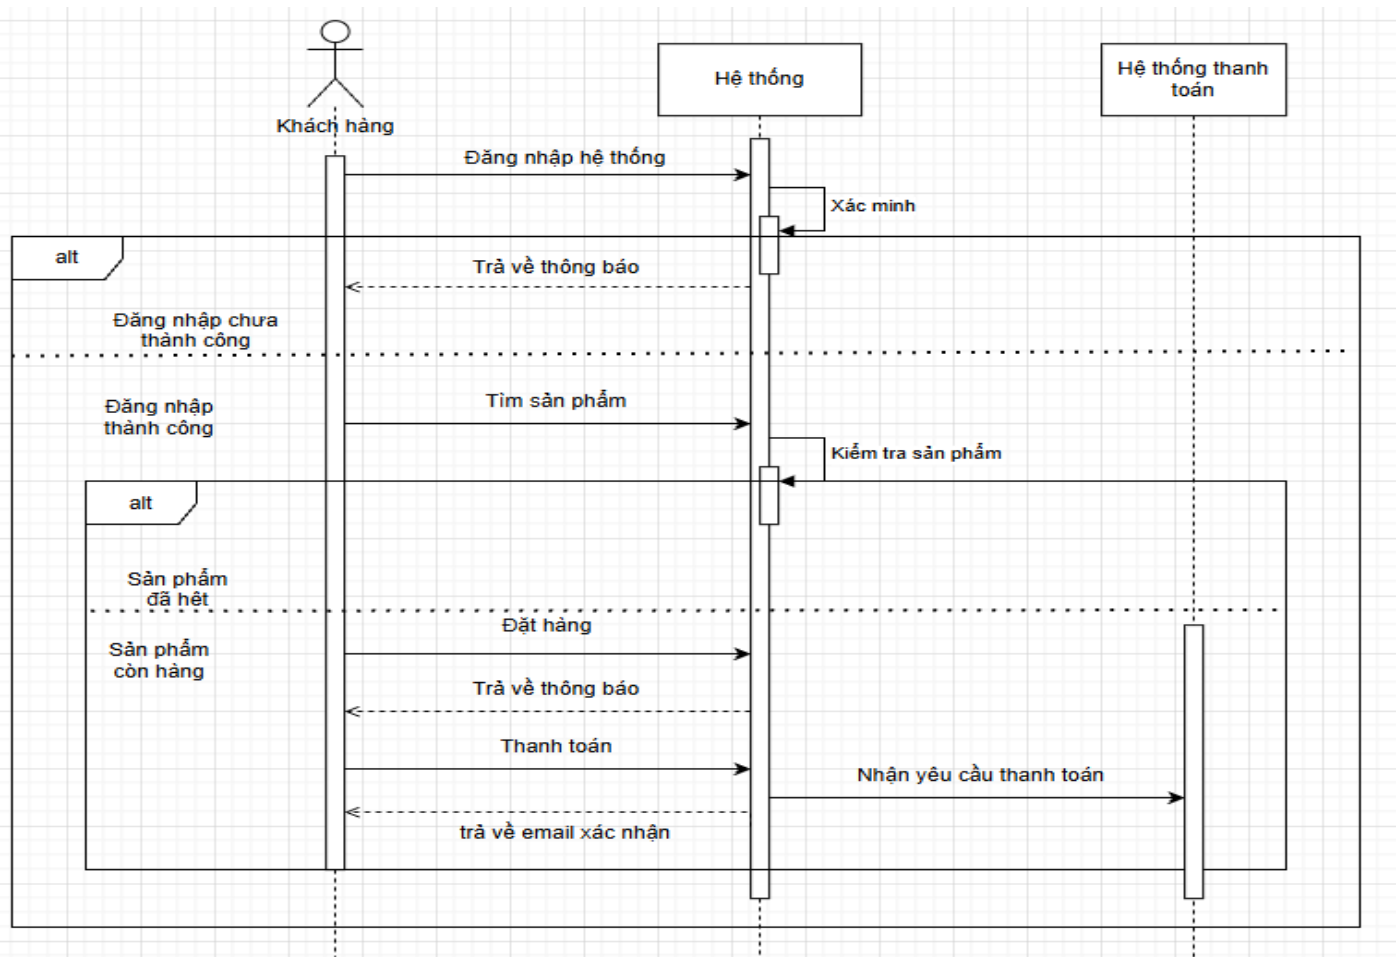 Khách hàng
Hệ thống
Hệ thống thanh
toán
Đăng nhập hệ thống
Xác minh
alt
Trả về thông báo
Đăng nhập chưa
thành công
Đăng nhập
thành công
Tìm sản phẩm
Kiểm tra sản phẩm
alt
Sản phẩm
đã hêt
Sản phẩm
còn hàng
Đặt hàng
Trả về thông báo
Thanh toán
Nhận yêu cầu thanh toán
trả về email xác nhận